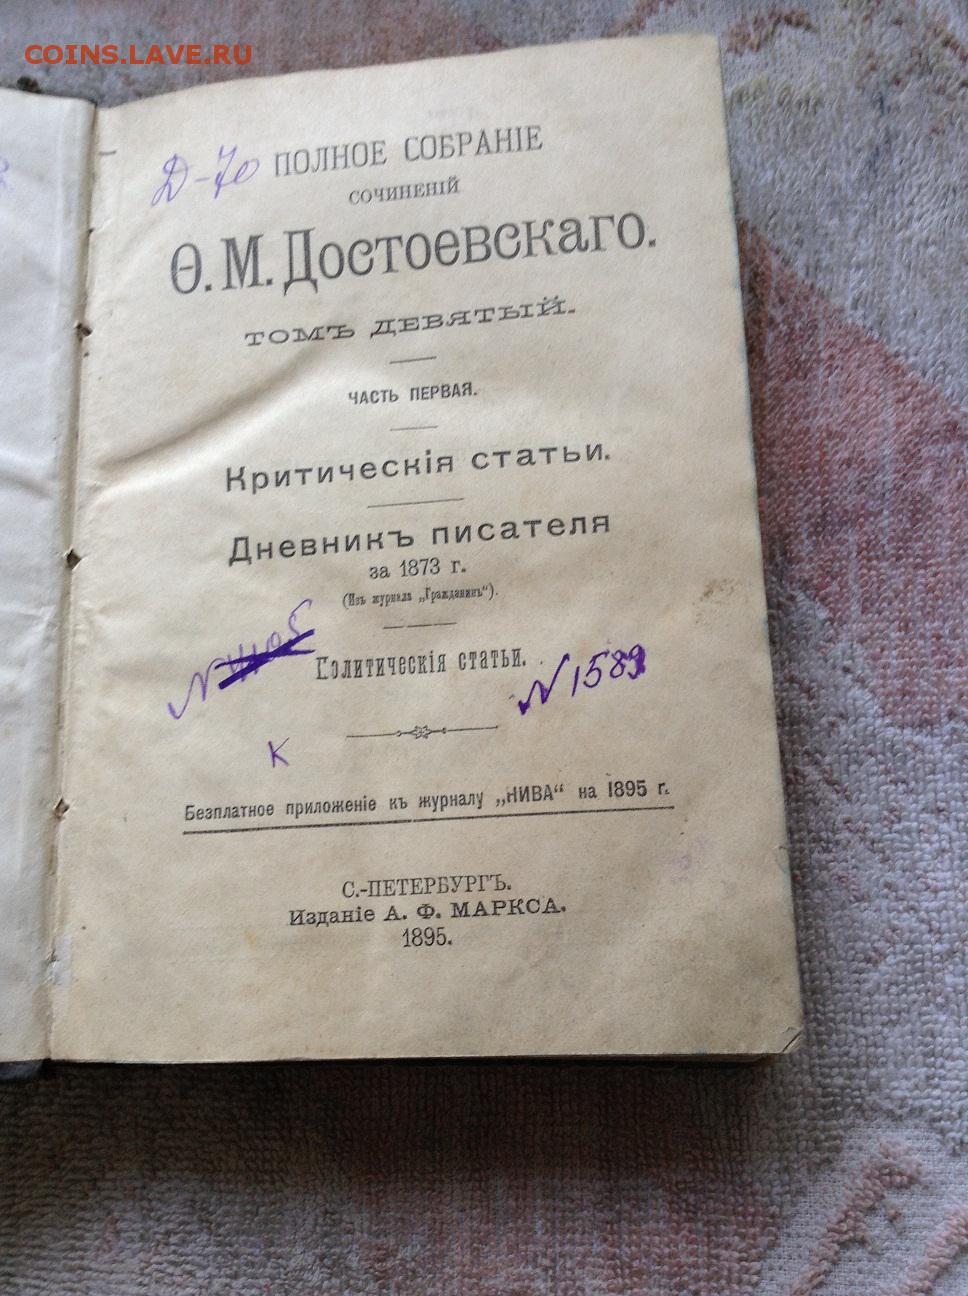 COINS.LAVE.RU
Д-70
ПОЛНОЕ СОБРАНІЕ
СОЧИНЕНІЙ
Ѳ. М. Достоевскаго.
ТОМЪ ДЕВЯТЫЙ.
ЧАСТЬ ПЕРВАЯ.
Критическія статьи.
Дневникъ писателя
за 1873 г.
(Изъ журнала „Гражданинъ").
Политическія статьи.
N 1589
К
Безплатное приложеніе къ журналу „НИВА" на 1895 г.
С.-ПЕТЕРБУРГЪ.
Изданіе А. Ф. МАРКСА.
1895.